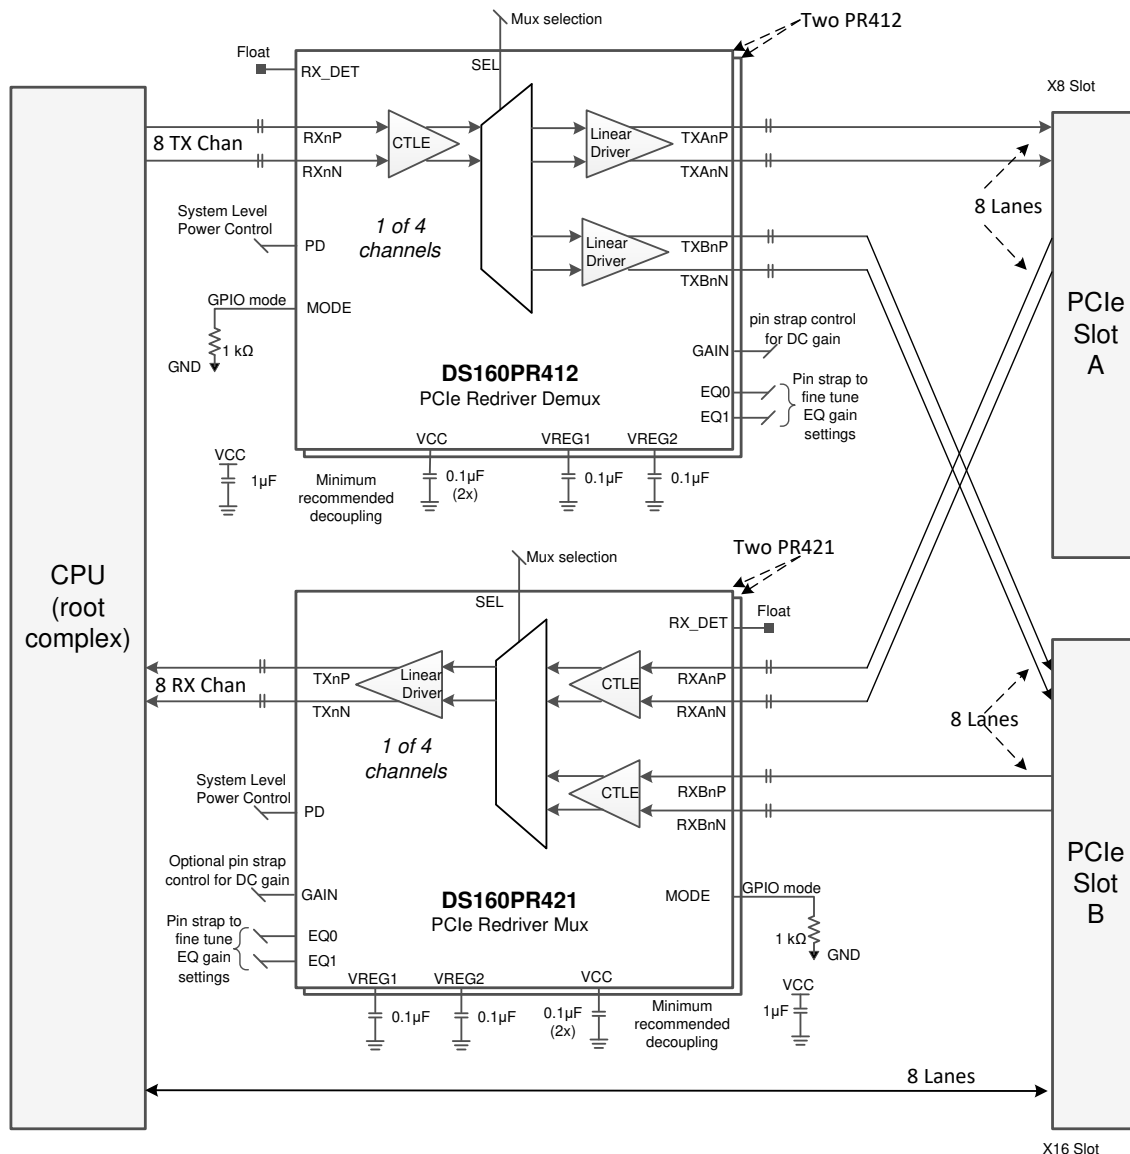 Mux selection
Two PR412
Float
SEL
RX_DET
X8 Slot
8 TX Chan
RXnP
RXnN
CTLE
Linear
Driver
TXAnP
TXAnN
8 Lanes
System Level
Power Control
PD
1 of 4
channels
Linear
Driver
TXBnP
TXBnN
PCIe
Slot
A
GPIO mode
MODE
1 kΩ
GND
pin strap control
for DC gain
GAIN
DS160PR412
PCIe Redriver Demux
EQ0
EQ1
Pin strap to
fine tune
EQ gain
settings
VCC
1µF
Minimum
recommended
decoupling
VCC
0.1µF
(2x)
VREG1
0.1µF
VREG2
0.1µF
CPU
(root
complex)
Mux selection
Two PR421
SEL
RX_DET
Float
8 RX Chan
TXnP
TXnN
Linear
Driver
CTLE
RXAnP
RXAnN
1 of 4
channels
8 Lanes
System Level
Power Control
PD
CTLE
RXBnP
RXBnN
PCIe
Slot
B
Optional pin strap
control for DC gain
GAIN
DS160PR421
PCIe Redriver Mux
MODE
GPIO mode
1 kΩ
GND
Pin strap to
fine tune
EQ gain
settings
EQ0
EQ1
VREG1
0.1µF
VREG2
0.1µF
VCC
0.1µF
(2x)
Minimum
recommended
decoupling
VCC
1µF
8 Lanes
X16 Slot